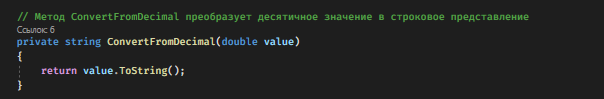 // Метод ConvertFromDecimal преобразует десятичное значение в строковое представление
Ссылок: 6
private string ConvertFromDecimal(double value)
{
return value.ToString();
}